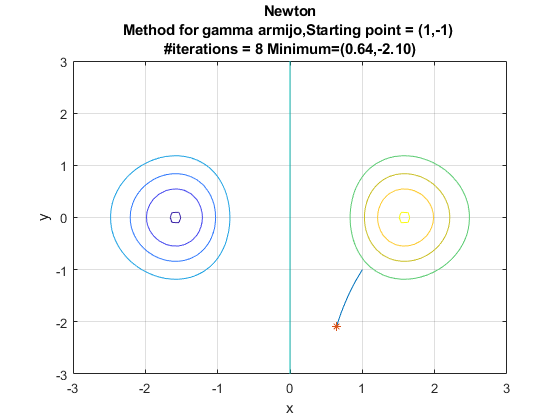 Newton
Method for gamma armijo,Starting point = (1,-1)
#iterations = 8 Minimum=(0.64,-2.10)
3
2
1
0
-1
-2
-3
y
-3
-2
-1
0
1
2
3
x